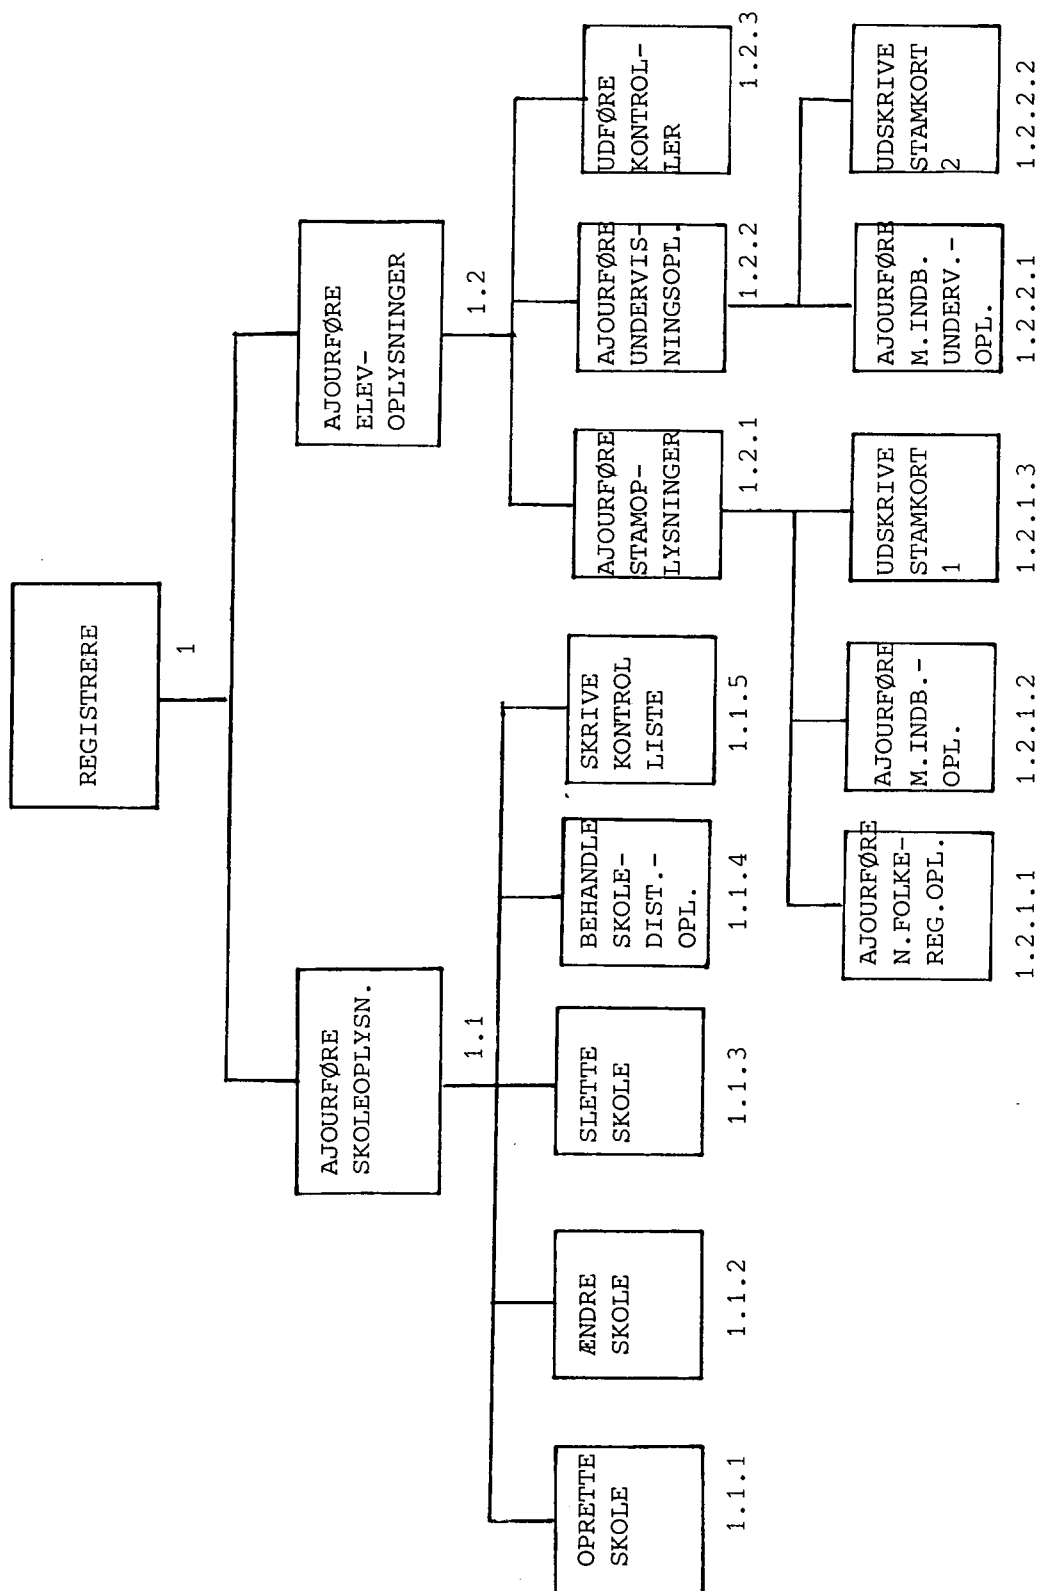 REGISTRERE
1
AJOURFØRE
SKOLEOPLYSN.
1.1
AJOURFØRE
ELEV-
OPLYSNINGER
1.2
OPRETTE
SKOLE
1.1.1
ÆNDRE
SKOLE
1.1.2
SLETTE
SKOLE
1.1.3
BEHANDLE
SKOLE-
DIST.-
OPL.
1.1.4
SKRIVE
KONTROL
LISTE
1.1.5
AJOURFØRE
STAMOP-
LYSNINGER
1.2.1
AJOURFØRE
UNDERVIS-
NINGSOPL.
1.2.2
UDFØRE
KONTROL-
LER
1.2.3
AJOURFØRE
N.FOLKE-
REG.OPL.
1.2.1.1
AJOURFØRE
M.INDB.-
OPL.
1.2.1.2
UDSKRIVE
STAMKORT
1
1.2.1.3
AJOURFØRE
M.INDB.
UNDERV.-
OPL.
1.2.2.1
UDSKRIVE
STAMKORT
2
1.2.2.2